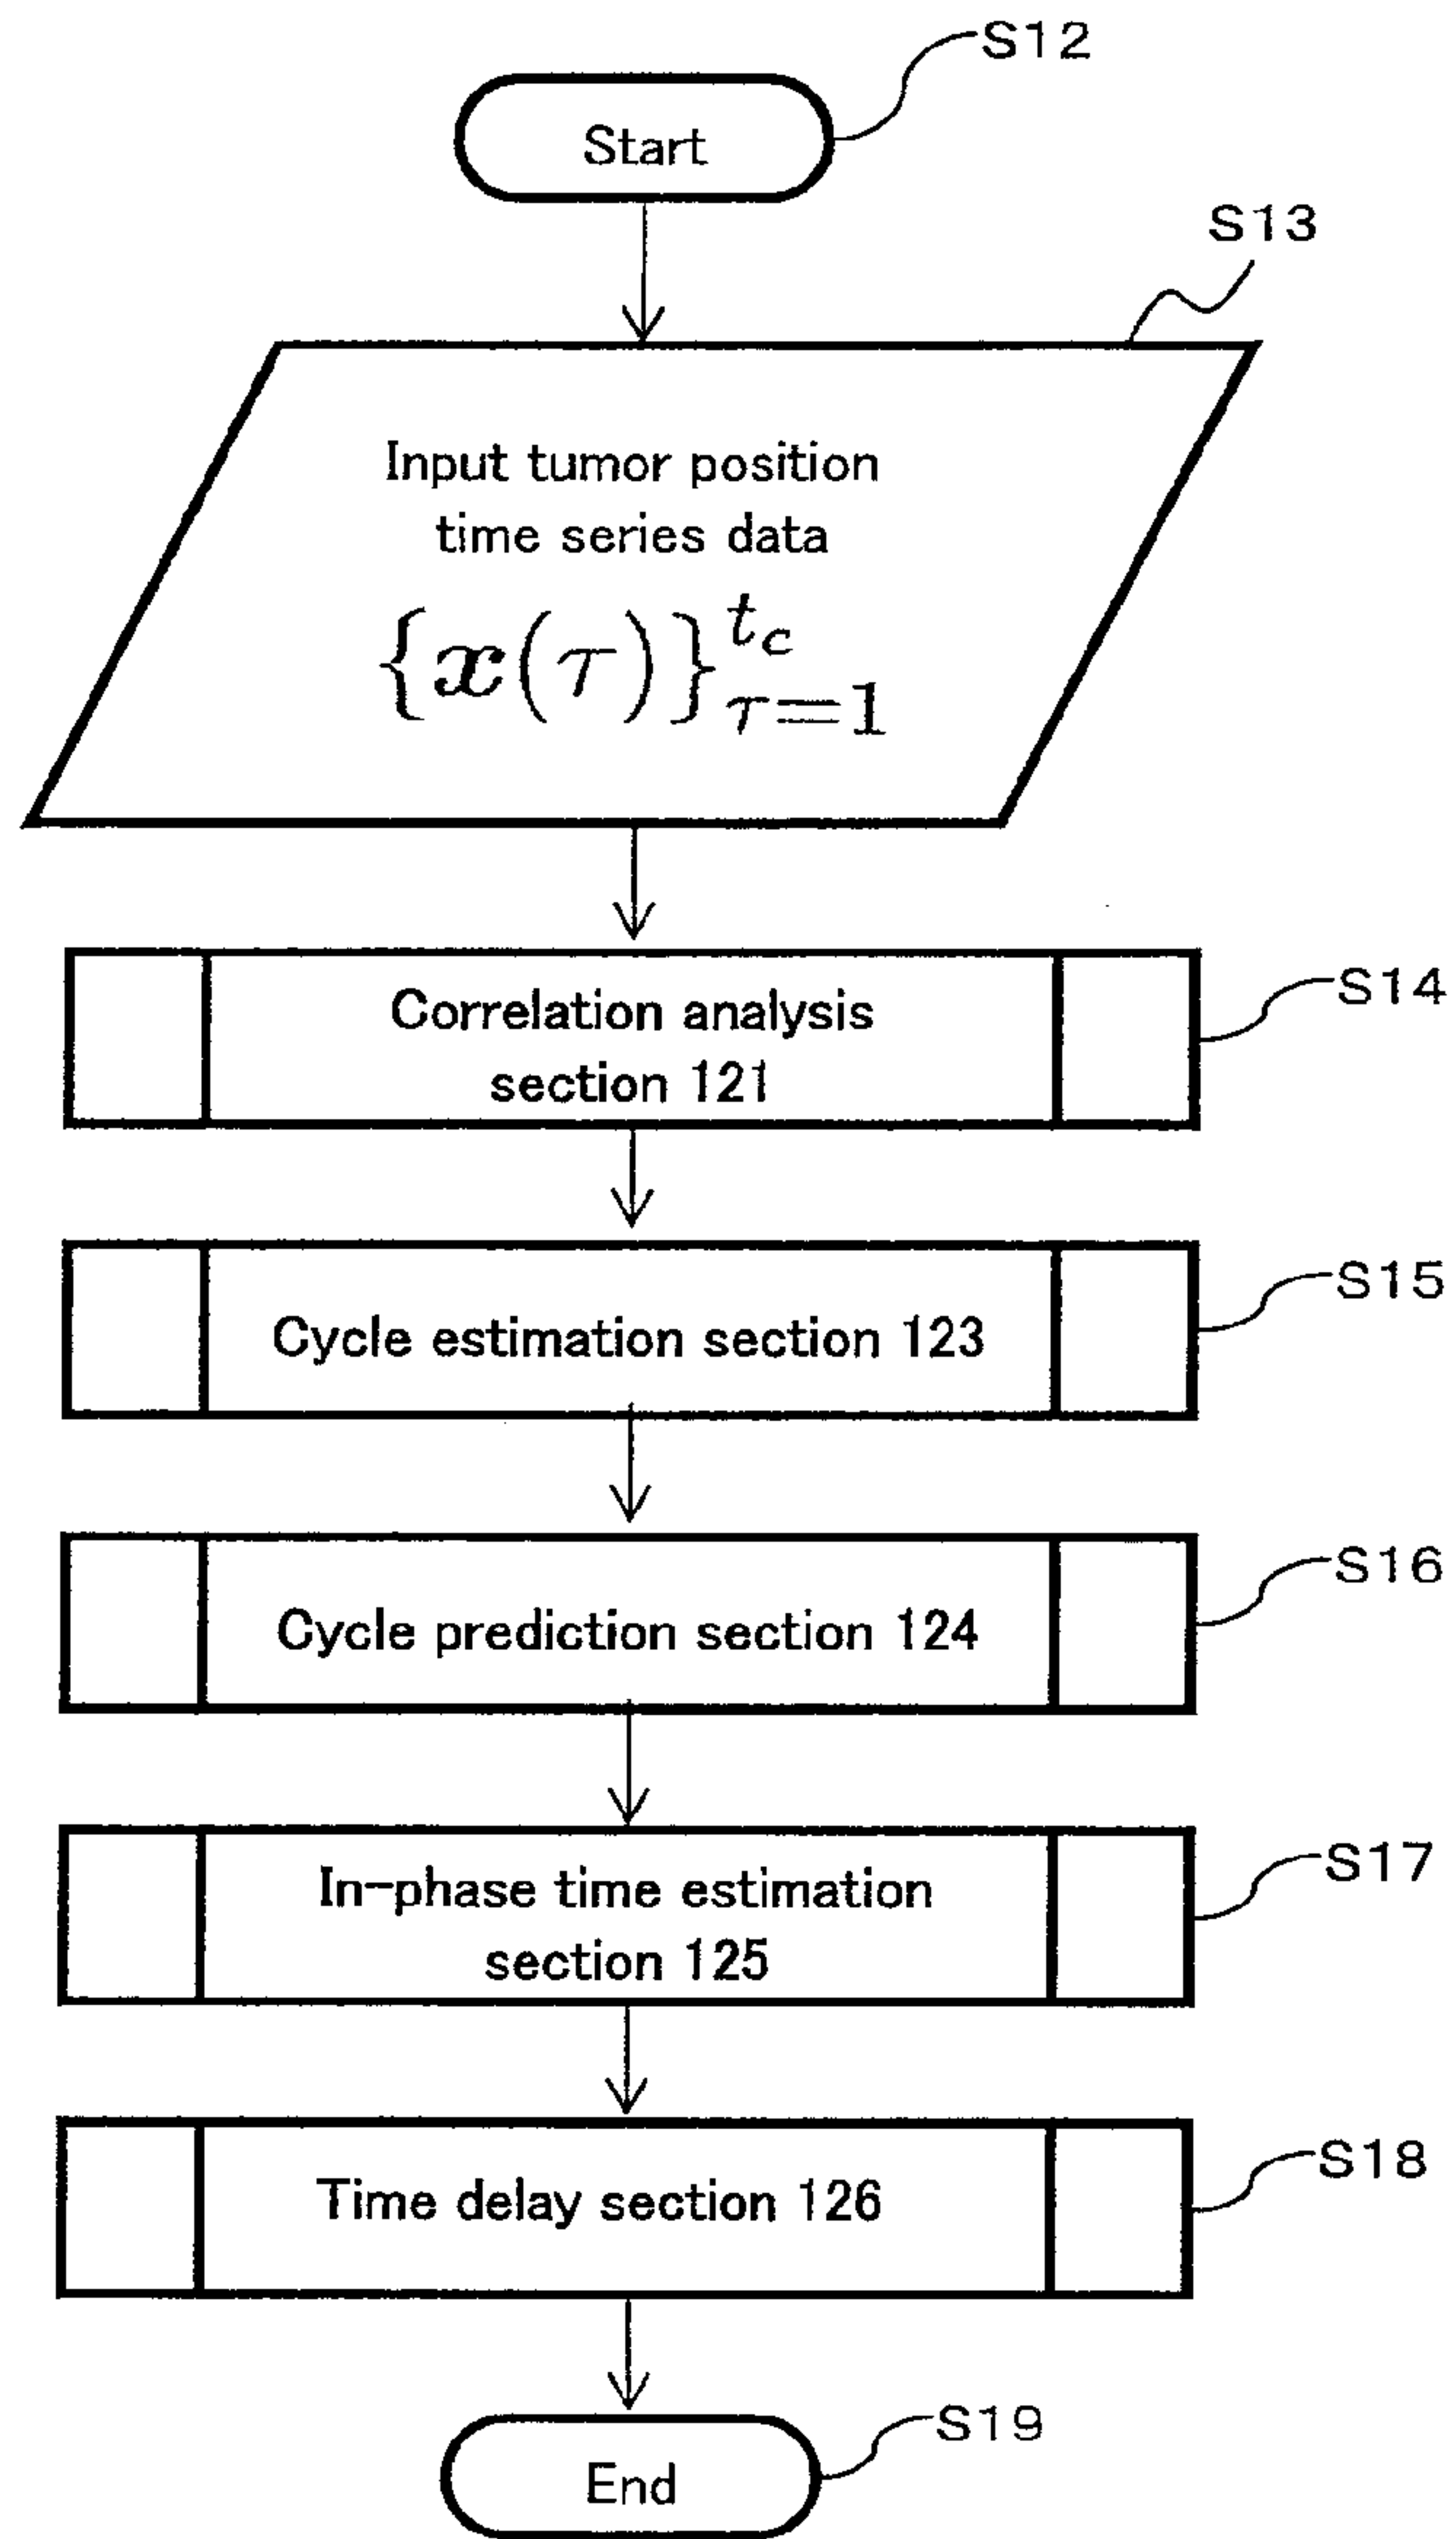 S12
Start
S13
Input tumor position
time series data
{x(τ)}_{τ=1}^{t_c}
Correlation analysis
section 121
S14
Cycle estimation section 123
S15
Cycle prediction section 124
S16
In-phase time estimation
section 125
S17
Time delay section 126
S18
End
S19